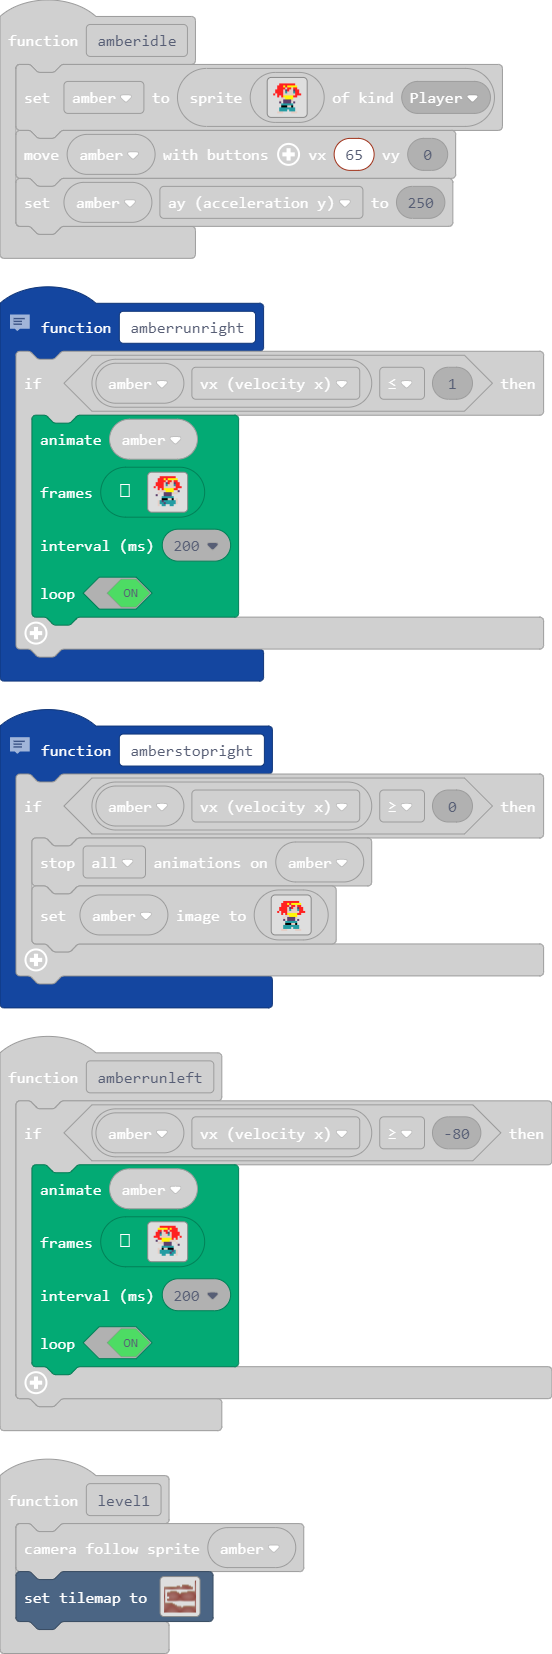 function amberidle
set amber to sprite of kind Player
move amber with buttons vx 65 vy 0
set amber ay (acceleration y) to 250
function amberrunright
if amber vx (velocity x) ≤ 1 then
animate amber
frames
interval (ms) 200
loop ON
function amberstopright
if amber vx (velocity x) ≥ 0 then
stop all animations on amber
set amber image to
function amberrunleft
if amber vx (velocity x) ≥ -80 then
animate amber
frames
interval (ms) 200
loop ON
function level1
camera follow sprite amber
set tilemap to